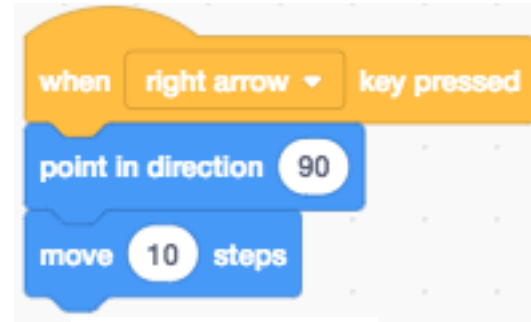 when right arrow key pressed
point in direction 90
move 10 steps